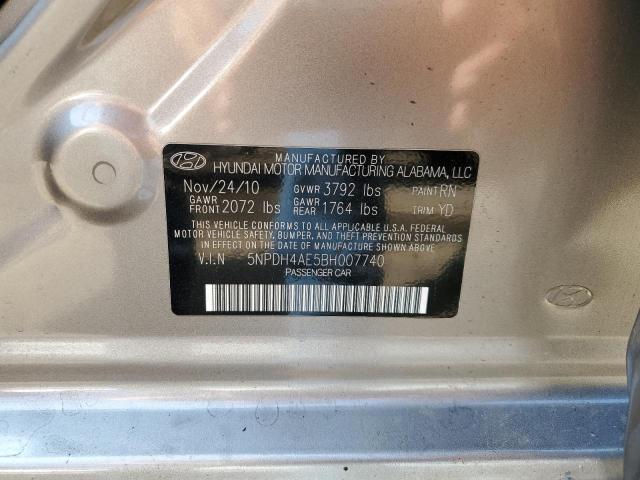 MANUFACTURED BY
HYUNDAI MOTOR MANUFACTURING ALABAMA, LLC
Nov/24/10 GVWR 3792 lbs PAINT RN
GAWR FRONT 2072 lbs GAWR REAR 1764 lbs TRIM YD
THIS VEHICLE CONFORMS TO ALL APPLICABLE U.S.A. FEDERAL
MOTOR VEHICLE SAFETY, BUMPER, AND THEFT PREVENTION STANDARDS
IN EFFECT ON THE DATE OF MANUFACTURE SHOWN ABOVE
V.I.N 5NPDH4AE5BH007740
PASSENGER CAR